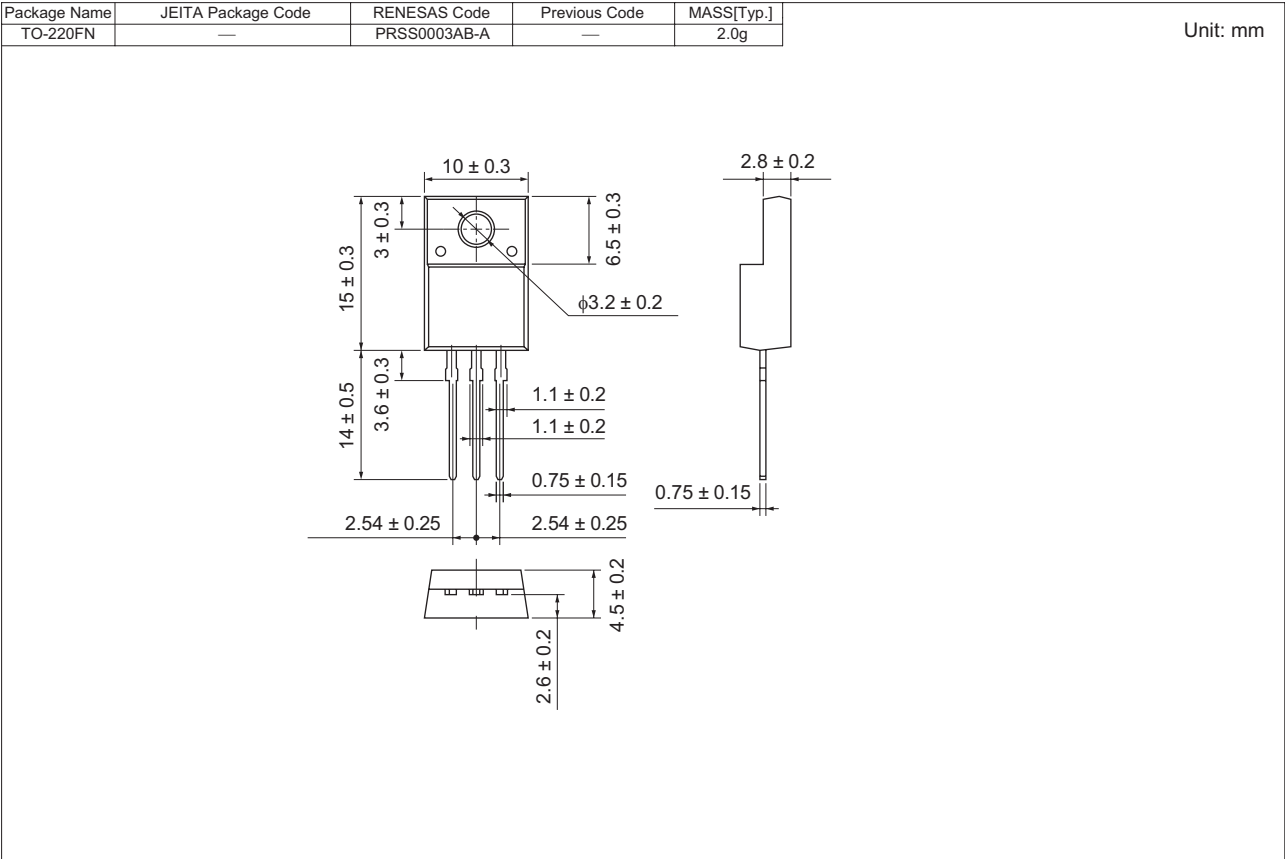 Package Name JEITA Package Code RENESAS Code Previous Code MASS[Typ.]
TO-220FN — PRSS0003AB-A — 2.0g
Unit: mm
10 ± 0.3
2.8 ± 0.2
3 ± 0.3
6.5 ± 0.3
15 ± 0.3
ϕ3.2 ± 0.2
3.6 ± 0.3
14 ± 0.5
1.1 ± 0.2
1.1 ± 0.2
0.75 ± 0.15
0.75 ± 0.15
2.54 ± 0.25 2.54 ± 0.25
4.5 ± 0.2
2.6 ± 0.2